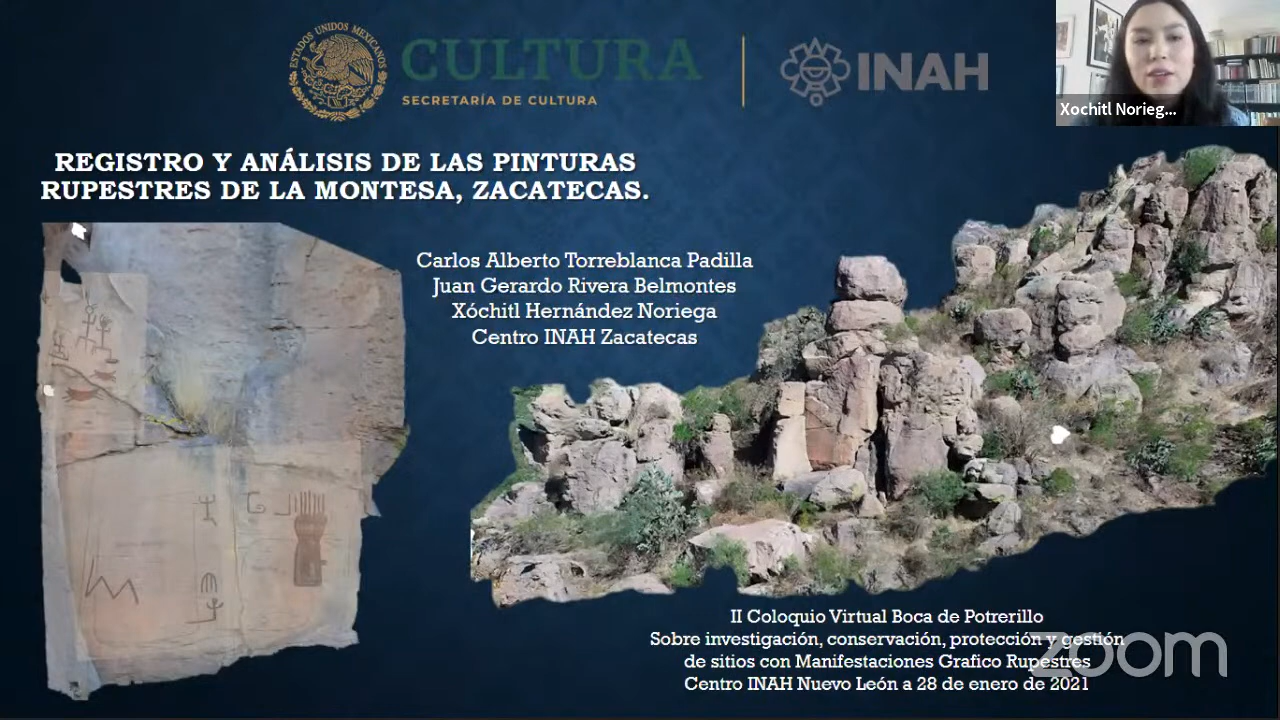 ESTADOS UNIDOS MEXICANOS
CULTURA
SECRETARÍA DE CULTURA
INAH
Xochitl Norieg...
REGISTRO Y ANÁLISIS DE LAS PINTURAS
RUPESTRES DE LA MONTESA, ZACATECAS.
Carlos Alberto Torreblanca Padilla
Juan Gerardo Rivera Belmontes
Xóchitl Hernández Noriega
Centro INAH Zacatecas
II Coloquio Virtual Boca de Potrerillo
Sobre investigación, conservación, protección y gestión
de sitios con Manifestaciones Grafico Rupestres
Centro INAH Nuevo León a 28 de enero de 2021
zoom